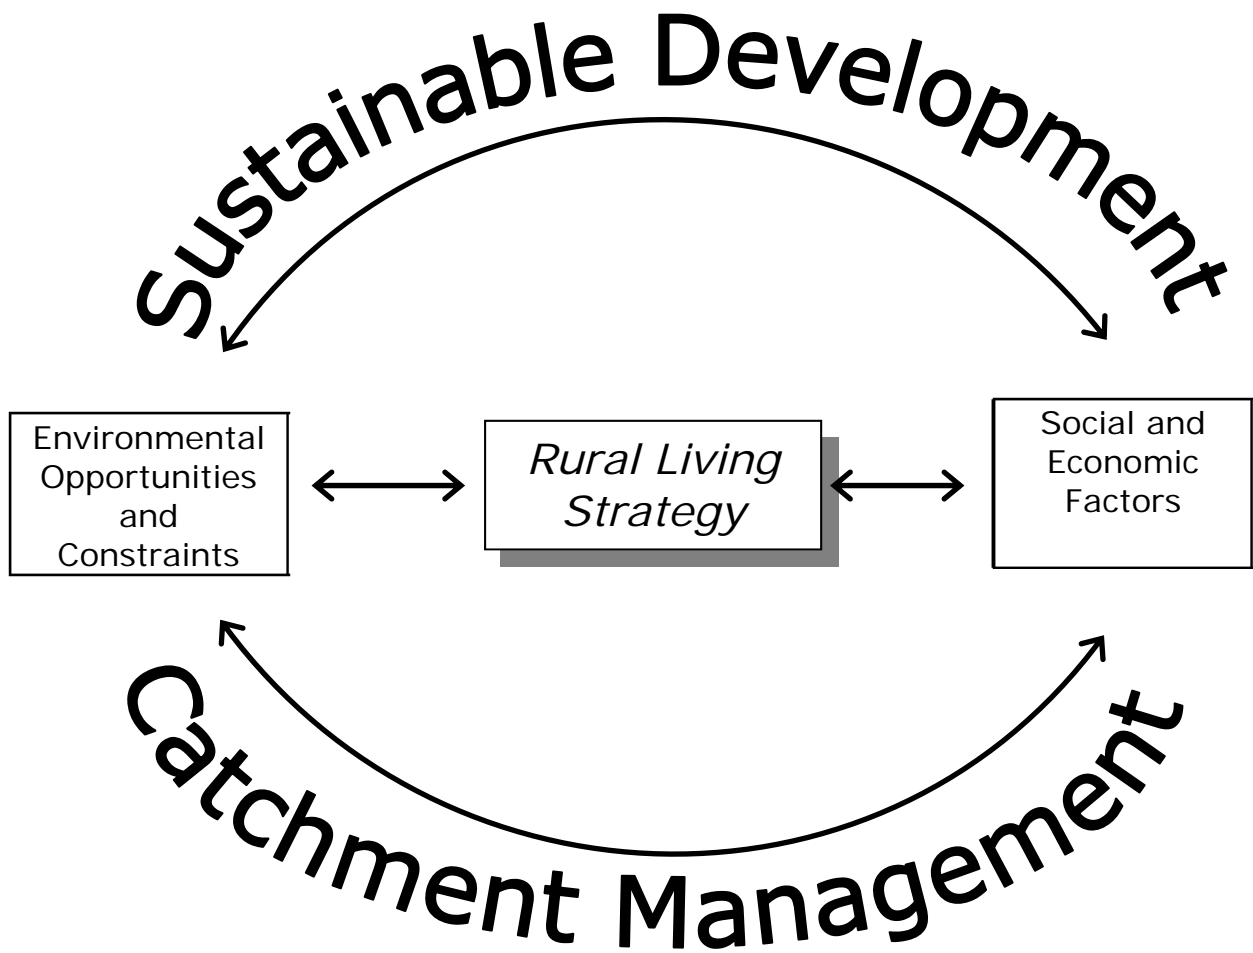 Sustainable Development
Environmental
Opportunities
and
Constraints
Rural Living
Strategy
Social and
Economic
Factors
Catchment Management